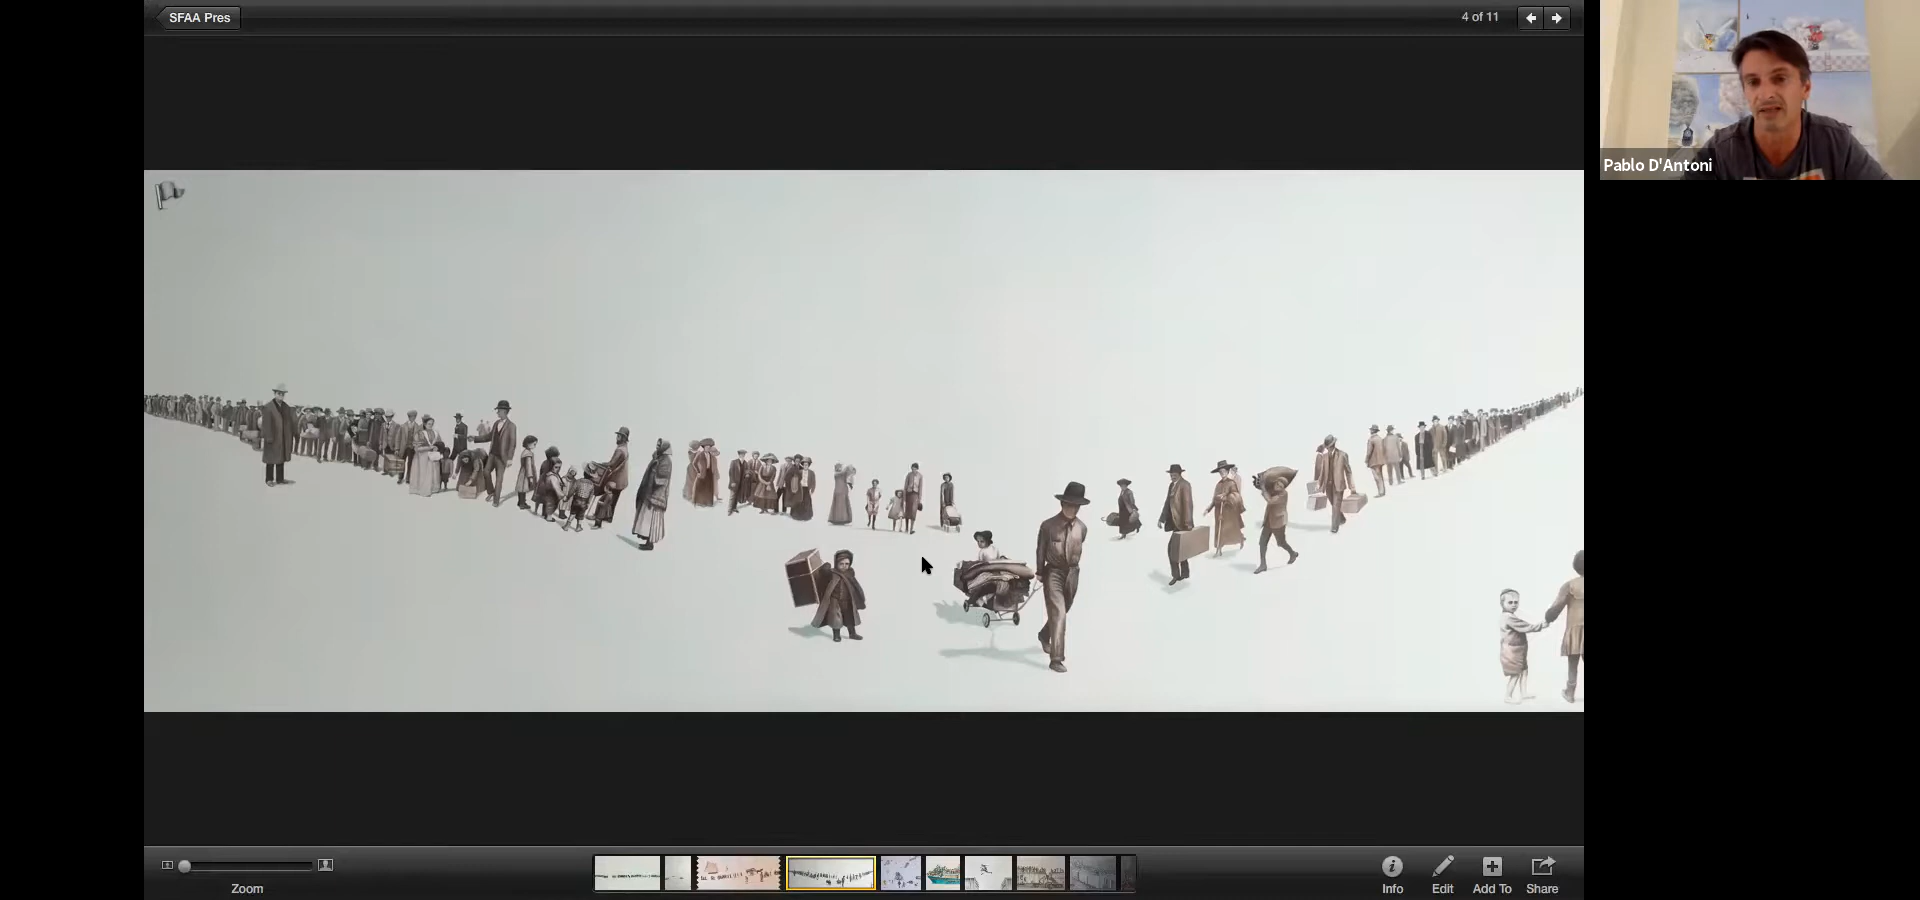 SFAA Pres
4 of 11
Pablo D'Antoni
Zoom
Info
Edit
Add To
Share